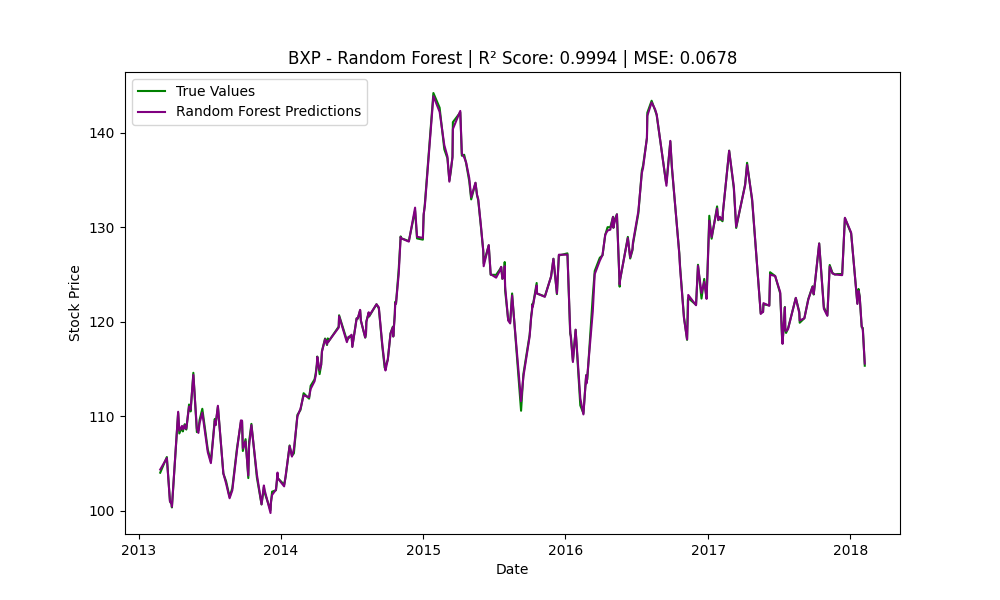 BXP - Random Forest | R² Score: 0.9994 | MSE: 0.0678
True Values
Random Forest Predictions
Stock Price
140
130
120
110
100
2013 2014 2015 2016 2017 2018
Date